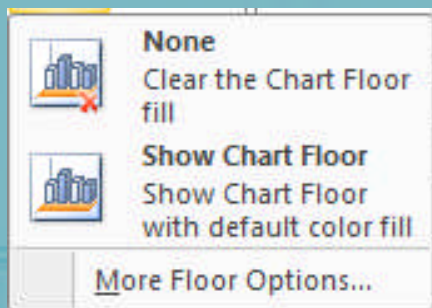 None
Clear the Chart Floor
fill
Show Chart Floor
Show Chart Floor
with default color fill
More Floor Options...